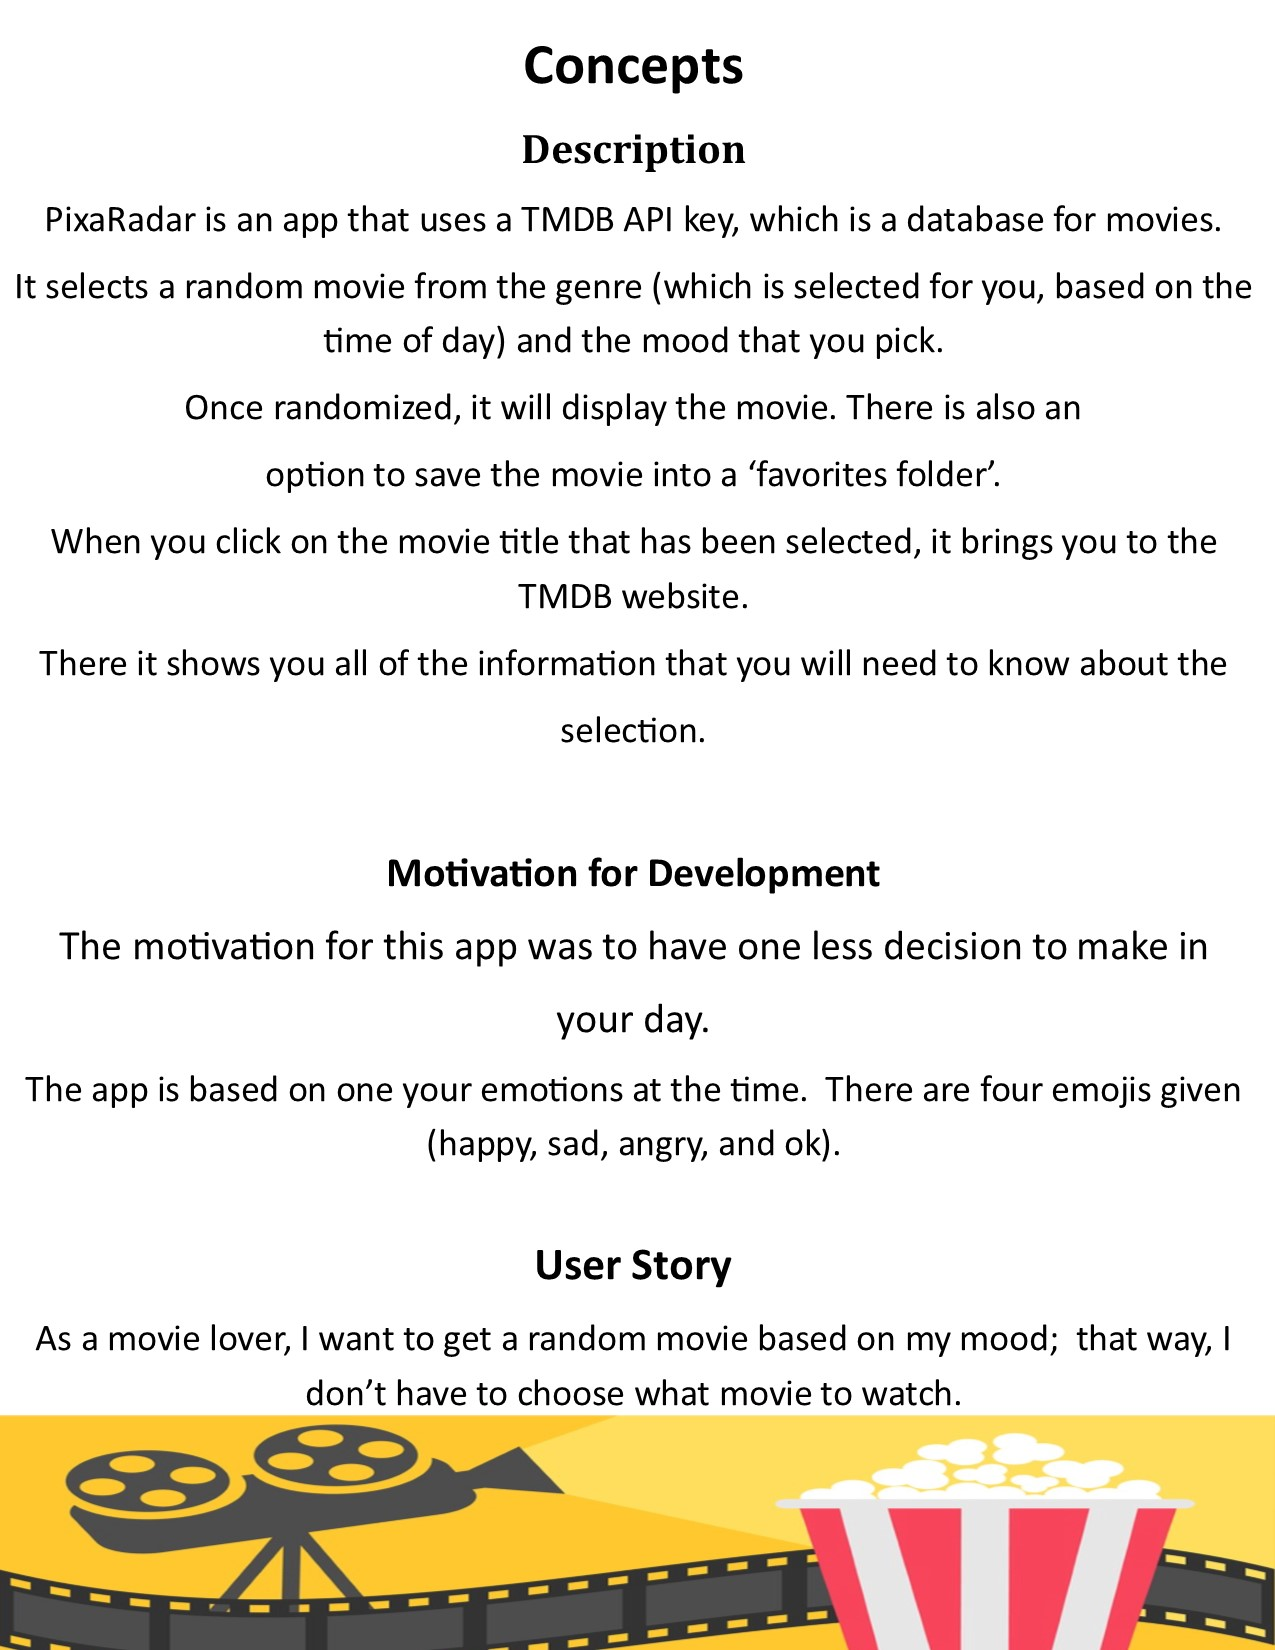 Concepts
Description
PixaRadar is an app that uses a TMDB API key, which is a database for movies.
It selects a random movie from the genre (which is selected for you, based on the
time of day) and the mood that you pick.
Once randomized, it will display the movie. There is also an
option to save the movie into a ‘favorites folder’.
When you click on the movie title that has been selected, it brings you to the
TMDB website.
There it shows you all of the information that you will need to know about the
selection.
Motivation for Development
The motivation for this app was to have one less decision to make in
your day.
The app is based on one your emotions at the time.  There are four emojis given
(happy, sad, angry, and ok).
User Story
As a movie lover, I want to get a random movie based on my mood;  that way, I
don’t have to choose what movie to watch.